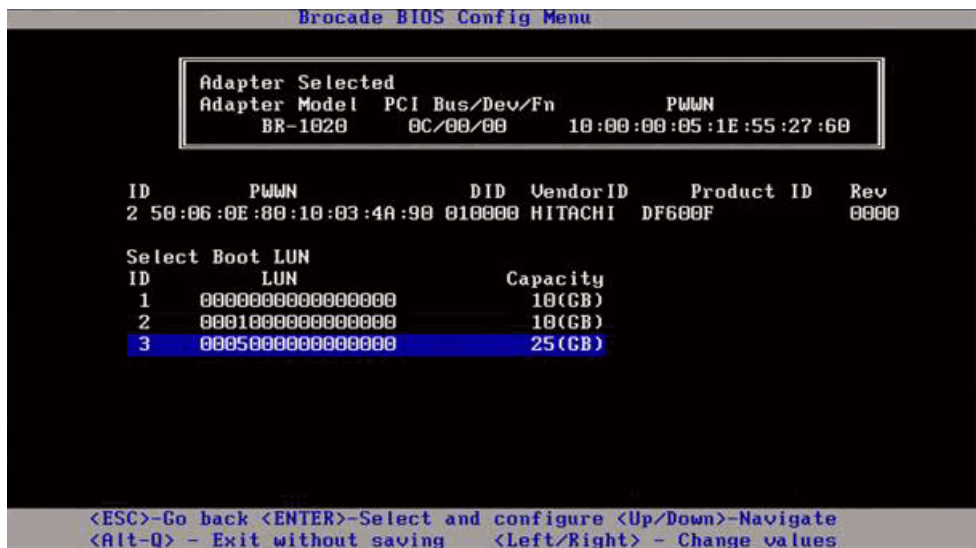 Brocade BIOS Config Menu
Adapter Selected
Adapter Model PCI Bus/Dev/Fn PWWN
BR-1020 0C/00/00 10:00:00:05:1E:55:27:60
ID PWWN DID VendorID Product ID Rev
2 50:06:0E:80:10:03:4A:90 010000 HITACHI DF600F 0000
Select Boot LUN
ID LUN Capacity
1 0000000000000000 10(GB)
2 0001000000000000 10(GB)
3 0005000000000000 25(GB)
<ESC>-Go back <ENTER>-Select and configure <Up/Down>-Navigate
<Alt-Q> - Exit without saving <Left/Right> - Change values